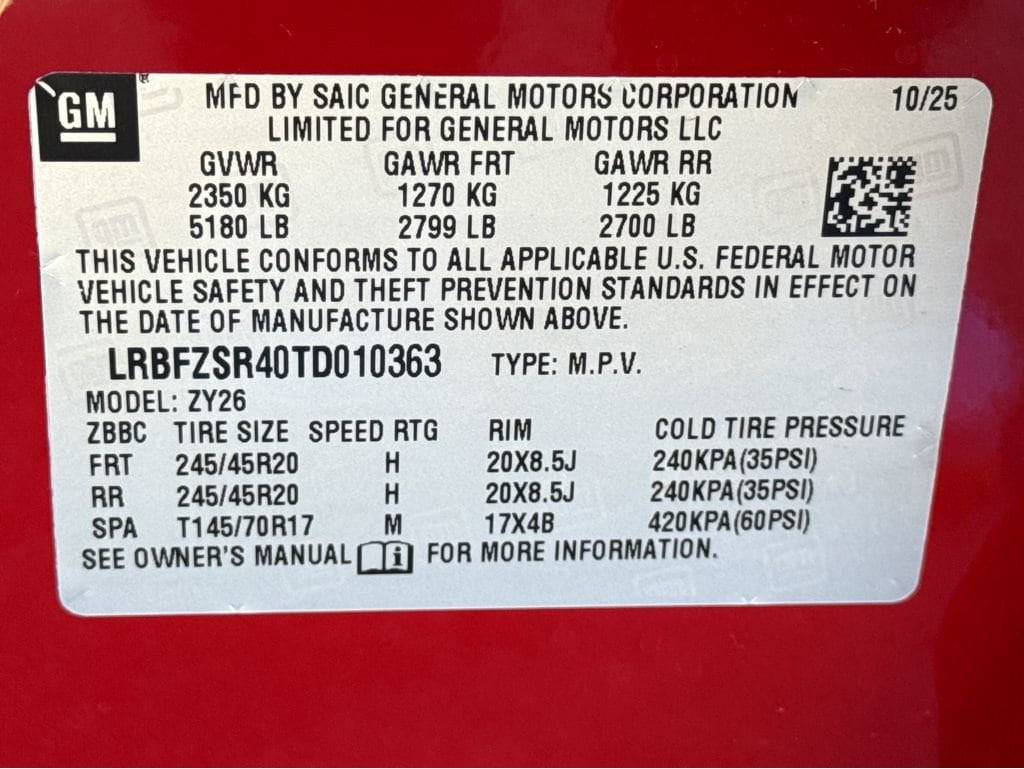 GM ®
MFD BY SAIC GENERAL MOTORS CORPORATION 10/25
LIMITED FOR GENERAL MOTORS LLC
GVWR GAWR FRT GAWR RR
2350 KG 1270 KG 1225 KG
5180 LB 2799 LB 2700 LB
THIS VEHICLE CONFORMS TO ALL APPLICABLE U.S. FEDERAL MOTOR
VEHICLE SAFETY AND THEFT PREVENTION STANDARDS IN EFFECT ON
THE DATE OF MANUFACTURE SHOWN ABOVE.
LRBFZSR40TD010363 TYPE: M.P.V.
MODEL: ZY26
ZBBC TIRE SIZE SPEED RTG RIM COLD TIRE PRESSURE
FRT 245/45R20 H 20X8.5J 240KPA(35PSI)
RR 245/45R20 H 20X8.5J 240KPA(35PSI)
SPA T145/70R17 M 17X4B 420KPA(60PSI)
SEE OWNER'S MANUAL i FOR MORE INFORMATION.